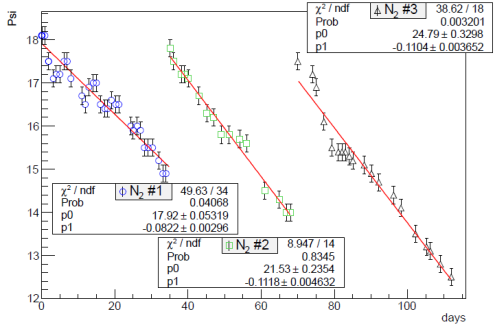 Psi
χ² / ndf N₂ #3 38.62 / 18
Prob 0.003201
p0 24.79 ± 0.3298
p1 -0.1104 ± 0.003652
18
17
16
15
χ² / ndf N₂ #1 49.63 / 34
Prob 0.04068
p0 17.92 ± 0.05319
p1 -0.0822 ± 0.00296
14
χ² / ndf N₂ #2 8.947 / 14
Prob 0.8345
p0 21.53 ± 0.2354
p1 -0.1118 ± 0.004632
13
12
0 20 40 60 80 100
days